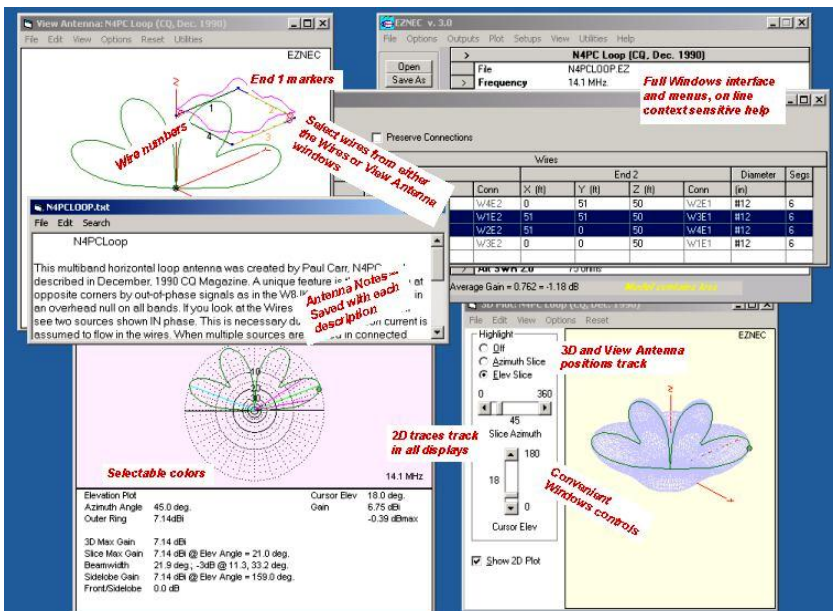 View Antenna: N4PC Loop (CQ, Dec. 1990)
File Edit View Options Reset Utilities
EZNEC
End 1 markers
Wire numbers
1
2
3
4
Select wires from either
the Wires or View Antenna
windows
EZNEC v. 3.0
File Options Outputs Plot Setups View Utilities Help
Open
Save As
> N4PC Loop (CQ, Dec. 1990)
File N4PCLOOP.EZ
> Frequency 14.1 MHz.
Full Windows interface
and menus, on line
context sensitive help
Preserve Connections
Wires
End 2 Diameter Segs
Conn X (ft) Y (ft) Z (ft) Conn (in)
W4E2 0 51 50 W2E1 #12 6
W1E2 51 51 50 W3E1 #12 6
W2E2 51 0 50 W4E1 #12 6
W3E2 0 0 50 W1E1 #12 6
Average Gain = 0.762 = -1.18 dB
N4PCLOOP.txt
File Edit Search
N4PCLoop
This multiband horizontal loop antenna was created by Paul Carr, N4PC
described in December, 1990 CQ Magazine. A unique feature is at
opposite corners by out-of-phase signals as in the in
an overhead null on all bands. If you look at the Wires
see two sources shown IN phase. This is necessary current is
assumed to flow in the wires. When multiple sources are in connected
Antenna Notes --
Saved with each
description
-10
-20
-30
Selectable colors
14.1 MHz
Elevation Plot Cursor Elev 18.0 deg.
Azimuth Angle 45.0 deg. Gain 6.75 dBi
Outer Ring 7.14dBi -0.39 dBmax
3D Max Gain 7.14 dBi
Slice Max Gain 7.14 dBi @ Elev Angle = 21.0 deg.
Beamwidth 21.9 deg.; -3dB @ 11.3, 33.2 deg.
Sidelobe Gain 7.14 dBi @ Elev Angle = 159.0 deg.
Front/Sidelobe 0.0 dB
2D traces track
in all displays
3D Plot: N4PC Loop (CQ, Dec. 1990)
File Edit View Options Reset
Highlight
Off
Azimuth Slice
Elev Slice
0 360
45
Slice Azimuth
180
18
0
Cursor Elev
Show 2D Plot
EZNEC
3D and View Antenna
positions track
Convenient
Windows controls